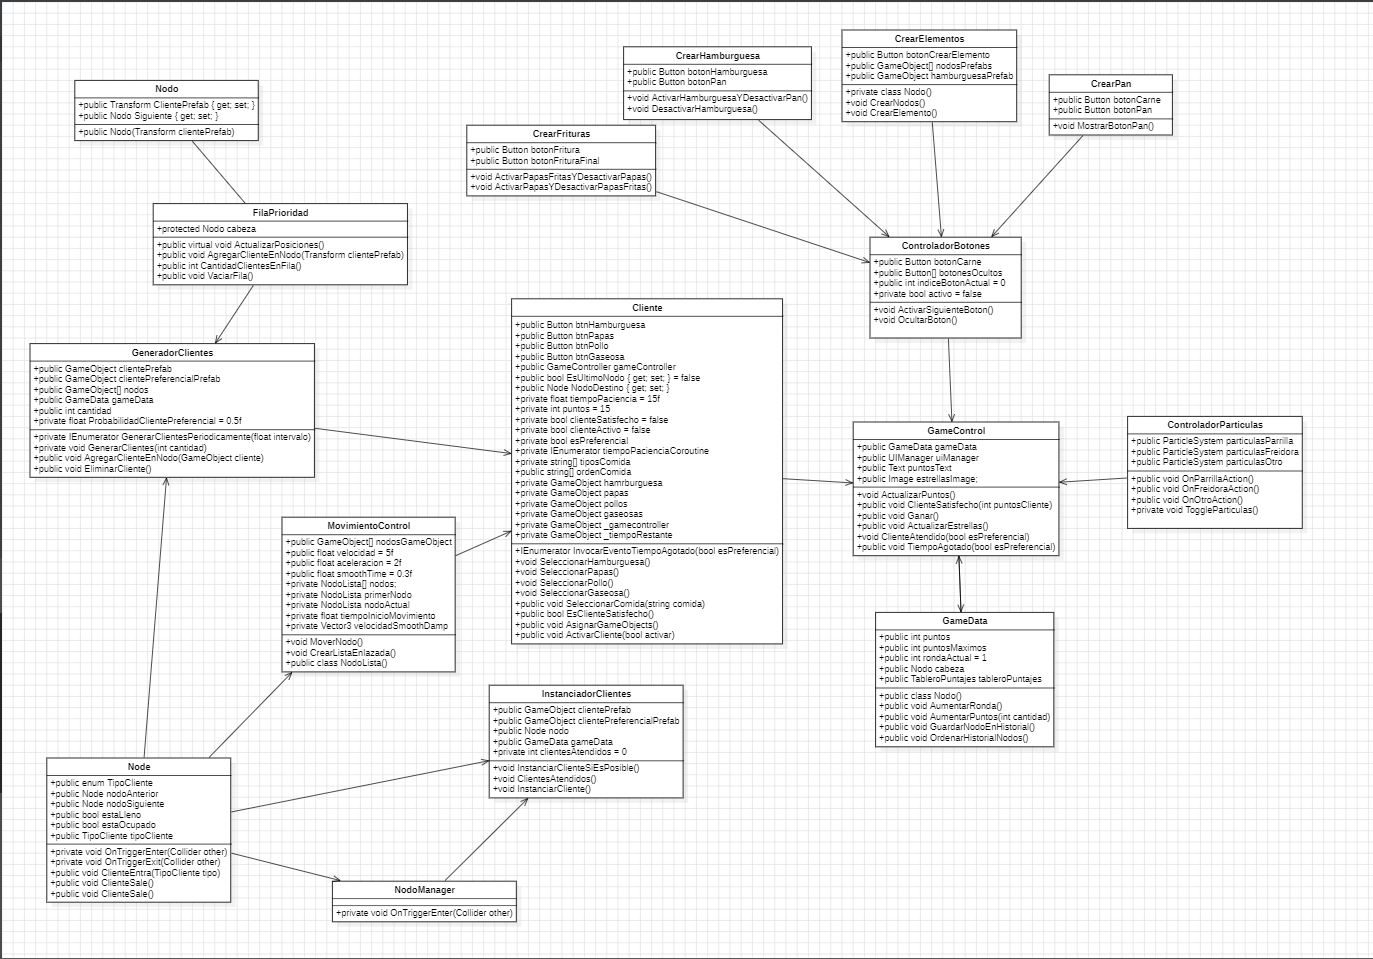 CrearElementos
+public Button botonCrearElemento
+public GameObject[] nodosPrefabs
+public GameObject hamburguesaPrefab
+private class Nodo()
+void CrearNodos()
+void CrearElemento()
CrearHamburguesa
+public Button botonHamburguesa
+public Button botonPan
+void ActivarHamburguesaYDesactivarPan()
+void DesactivarHamburguesa()
CrearPan
+public Button botonCarne
+public Button botonPan
+void MostrarBotonPan()
Nodo
+public Transform ClientePrefab { get; set; }
+public Nodo Siguiente { get; set; }
+public Nodo(Transform clientePrefab)
CrearFrituras
+public Button botonFritura
+public Button botonFrituraFinal
+void ActivarPapasFritasYDesactivarPapas()
+void ActivarPapasYDesactivarPapasFritas()
FilaPrioridad
+protected Nodo cabeza
+public virtual void ActualizarPosiciones()
+public void AgregarClienteEnNodo(Transform clientePrefab)
+public int CantidadClientesEnFila()
+public void VaciarFila()
ControladorBotones
+public Button botonCarne
+public Button[] botonesOcultos
+public int indiceBotonActual = 0
+private bool activo = false
+void ActivarSiguienteBoton()
+void OcultarBoton()
GeneradorClientes
+public GameObject clientePrefab
+public GameObject clientePreferencialPrefab
+public GameObject[] nodos
+public GameData gameData
+public int cantidad
+private float ProbabilidadClientePreferencial = 0.5f
+private IEnumerator GenerarClientesPeriodicamente(float intervalo)
+private void GenerarClientes(int cantidad)
+public void AgregarClienteEnNodo(GameObject cliente)
+public void EliminarCliente()
Cliente
+public Button btnHamburguesa
+public Button btnPapas
+public Button btnPollo
+public Button btnGaseosa
+public GameController gameController
+public bool EsUltimoNodo { get; set; } = false
+public Node NodoDestino { get; set; }
+private float tiempoPaciencia = 15f
+private int puntos = 15
+private bool clienteSatisfecho = false
+private bool clienteActivo = false
+private bool esPreferencial
+private IEnumerator tiempoPacienciaCoroutine
+private string[] tiposComida
+public string[] ordenComida
+private GameObject hamrburguesa
+private GameObject papas
+private GameObject pollos
+private GameObject gaseosas
+private GameObject _gamecontroller
+private GameObject _tiempoRestante
+IEnumerator InvocarEventoTiempoAgotado(bool esPreferencial)
+void SeleccionarHamburguesa()
+void SeleccionarPapas()
+void SeleccionarPollo()
+void SeleccionarGaseosa()
+public void SeleccionarComida(string comida)
+public bool EsClienteSatisfecho()
+public void AsignarGameObjects()
+public void ActivarCliente(bool activar)
GameControl
+public GameData gameData
+public UIManager uiManager
+public Text puntosText
+public Image estrellasImage;
+void ActualizarPuntos()
+public void ClienteSatisfecho(int puntosCliente)
+public void Ganar()
+public void ActualizarEstrellas()
+void ClienteAtendido(bool esPreferencial)
+public void TiempoAgotado(bool esPreferencial)
ControladorParticulas
+public ParticleSystem particulasParrilla
+public ParticleSystem particulasFreidora
+public ParticleSystem particulasOtro
+public void OnParrillaAction()
+public void OnFreidoraAction()
+public void OnOtroAction()
+private void ToggleParticulas()
MovimientoControl
+public GameObject[] nodosGameObject
+public float velocidad = 5f
+public float aceleracion = 2f
+public float smoothTime = 0.3f
+private NodoLista[] nodos;
+private NodoLista primerNodo
+private NodoLista nodoActual
+private float tiempoInicioMovimiento
+private Vector3 velocidadSmoothDamp
+void MoverNodo()
+void CrearListaEnlazada()
+public class NodoLista()
GameData
+public int puntos
+public int puntosMaximos
+public int rondaActual = 1
+public Nodo cabeza
+public TableroPuntajes tableroPuntajes
+public class Nodo()
+public void AumentarRonda()
+public void AumentarPuntos(int cantidad)
+public void GuardarNodoEnHistorial()
+public void OrdenarHistorialNodos()
InstanciadorClientes
+public GameObject clientePrefab
+public GameObject clientePreferencialPrefab
+public Node nodo
+public GameData gameData
+private int clientesAtendidos = 0
+void InstanciarClienteSiEsPosible()
+void ClientesAtendidos()
+void InstanciarCliente()
Node
+public enum TipoCliente
+public Node nodoAnterior
+public Node nodoSiguiente
+public bool estaLleno
+public bool estaOcupado
+public TipoCliente tipoCliente
+private void OnTriggerEnter(Collider other)
+private void OnTriggerExit(Collider other)
+public void ClienteEntra(TipoCliente tipo)
+public void ClienteSale()
+public void ClienteSale()
NodoManager
+private void OnTriggerEnter(Collider other)